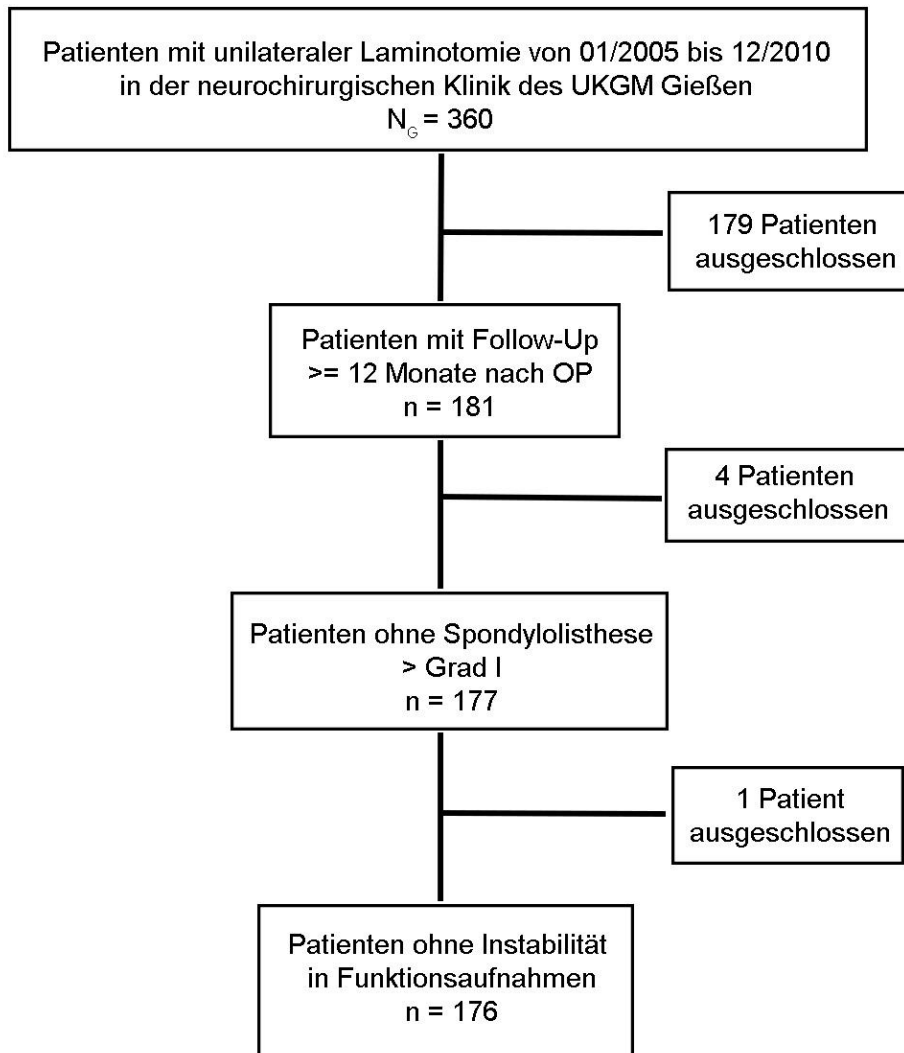 Patienten mit unilateraler Laminotomie von 01/2005 bis 12/2010
in der neurochirurgischen Klinik des UKGM Gießen
N_G = 360
179 Patienten
ausgeschlossen
Patienten mit Follow-Up
>= 12 Monate nach OP
n = 181
4 Patienten
ausgeschlossen
Patienten ohne Spondylolisthese
> Grad I
n = 177
1 Patient
ausgeschlossen
Patienten ohne Instabilität
in Funktionsaufnahmen
n = 176